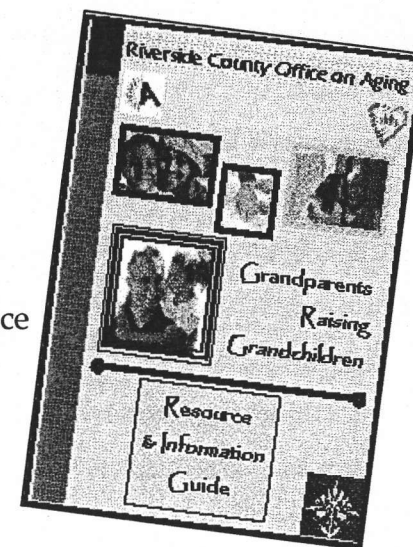 Riverside County Office on Aging
A
ce
Grandparents
Raising
Grandchildren
Resource
& Information
Guide